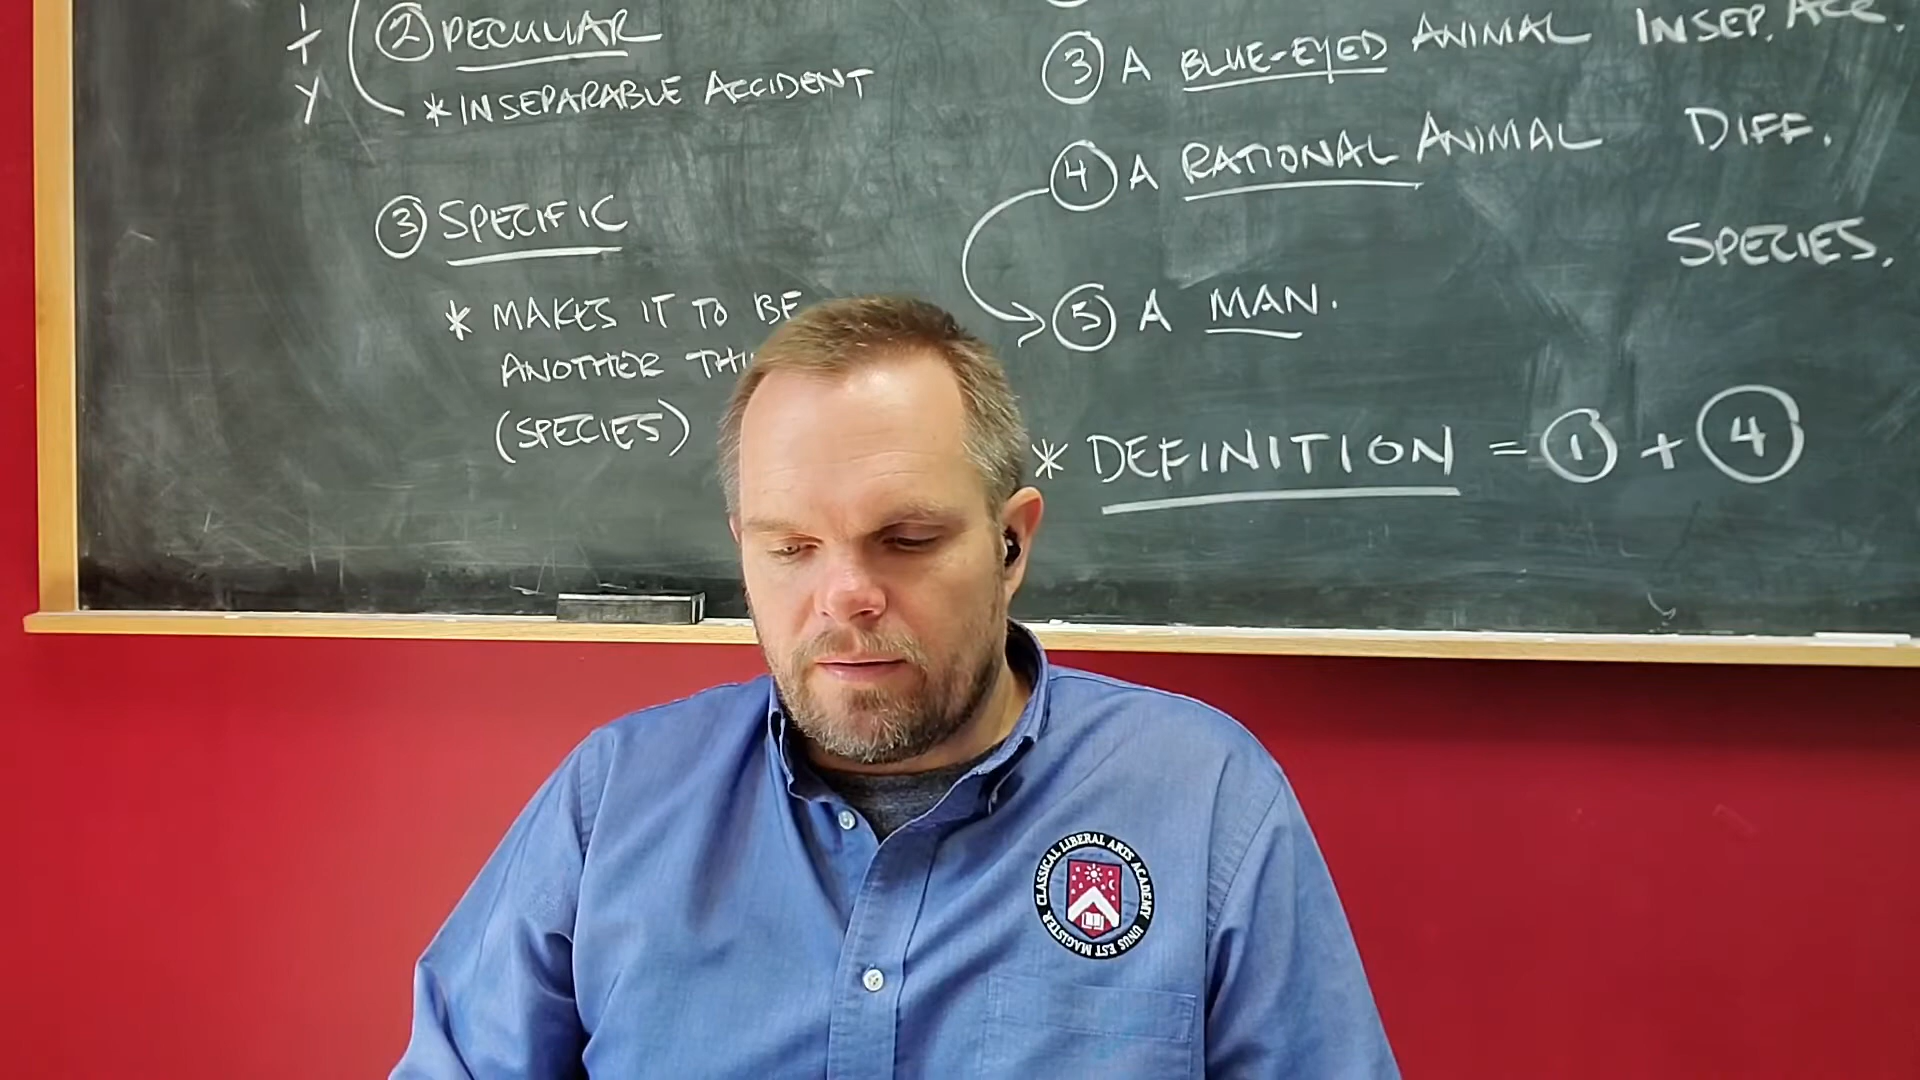 I
T
Y
② PECULIAR
* INSEPARABLE ACCIDENT
③ SPECIFIC
* MAKES IT TO BE
ANOTHER
(SPECIES)
③ A BLUE-EYED ANIMAL INSEP. ACC.
④ A RATIONAL ANIMAL DIFF.
SPECIES.
⑤ A MAN.
* DEFINITION = ① + ④
CLASSICAL LIBERAL ARTS ACADEMY
UNUS EST MAGISTER